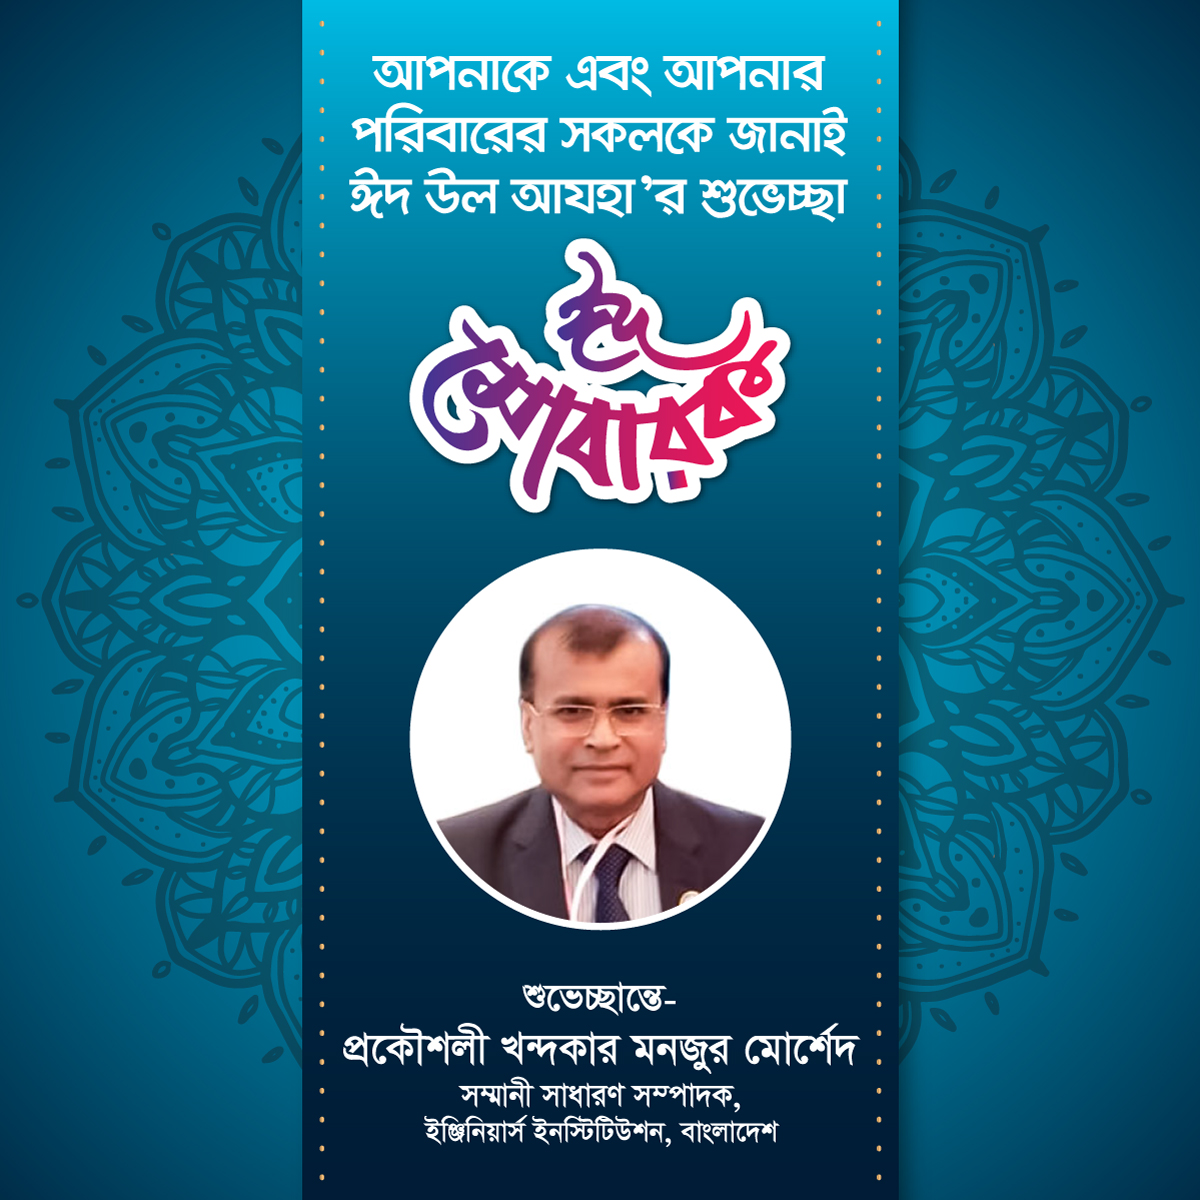 আপনাকে এবং আপনার
পরিবারের সকলকে জানাই
ঈদ উল আযহা’র শুভেচ্ছা
ঈদ
মোবারক
শুভেচ্ছান্তে-
প্রকৌশলী খন্দকার মনজুর মোর্শেদ
সম্মানী সাধারণ সম্পাদক,
ইঞ্জিনিয়ার্স ইনস্টিটিউশন, বাংলাদেশ